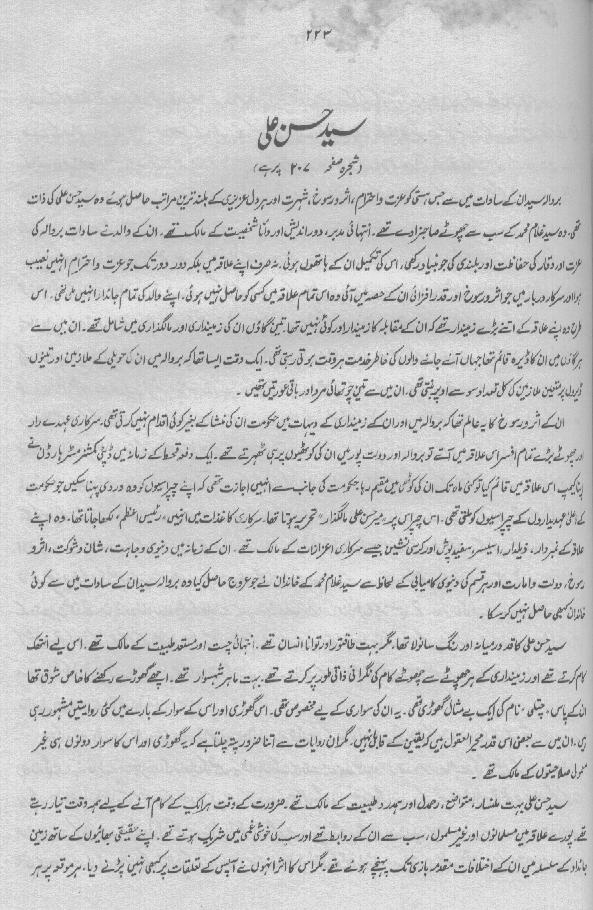 ۲۲۳
سید حسن علی
(شجرہ صفحہ ۲۰۷ پر ہے)
بروالہ سیدان کے سادات میں سے جس ہستی کو عزت و احترام، اثر و رسوخ، شہرت اور ہردلعزیزی کے بلند ترین مراتب حاصل ہوئے وہ سید حسن علی کی ذات
تھی۔ وہ سید غلام محمد کے سب سے چھوٹے صاحبزادے تھے۔ انتہائی مدبر، دوراندیش اور دانا شخصیت کے مالک تھے۔ ان کے والد نے سادات بروالہ کی
عزت اور وقار کی حفاظت اور بلندی کی جو بنیاد رکھی، اس کی تکمیل ان کے ہاتھوں ہوئی۔ نہ صرف اپنے علاقہ میں بلکہ دور دور تک جو عزت و احترام انہیں نصیب
ہوا اور سرکار دربار میں جو اثر و رسوخ اور قدر افزائی ان کے حصہ میں آئی وہ اس تمام علاقہ میں کسی کو حاصل نہیں ہوئی۔ اپنے والد کی تمام جاندار انہیں ملی تھی۔ اس
طرح وہ اپنے علاقہ کے اتنے بڑے زمیندار تھے کہ ان کے مقابلہ کا زمیندار اور کوئی نہیں تھا۔ تین گاؤں ان کی زمینداری اور مالگذاری میں شامل تھے۔ ان میں سے
ہر گاؤں میں ان کا ڈیرہ قائم تھا جہاں آنے جانے والوں کی خاطر خدمت ہر وقت ہوتی رہتی تھی۔ ایک وقت ایسا تھا کہ بروالہ میں ان کی حویلی کے ملازمین اور تینوں
ڈیروں پر متعین ملازمین کی کل تعداد سو سے اوپر بنتی تھی۔ ان میں سے تین چوتھائی مرد اور باقی عورتیں تھیں۔
ان کے اثر و رسوخ کا یہ عالم تھا کہ بروالہ میں اور ان کے زمینداری کے دیہات میں حکومت ان کی منشا کے بغیر کوئی اقدام نہیں کرتی تھی۔ سرکاری عہدے دار
اور چھوٹے بڑے تمام افسر اس علاقہ میں آتے تو بروالہ اور دولت پور میں ان کی کوٹھیوں پر ہی ٹھہرتے تھے۔ ایک دفعہ قحط کے زمانہ میں ڈپٹی کمشنر مسٹر ہارڈن نے
اپنا کیمپ اس علاقہ میں قائم کیا تو کئی ماہ تک ان کی کوٹھی میں مقیم رہا۔ حکومت کی جانب سے انہیں اجازت تھی کہ اپنے چپراسیوں کو وہ وردی پہنا سکیں جو حکومت
کے اعلیٰ عہدیداروں کے چپراسیوں کو ملتی تھی۔ اس چپراس پر "میر حسن علی مالگذار" تحریر ہوتا تھا۔ سرکاری کاغذات میں انہیں "رئیس اعظم" لکھا جاتا تھا۔ وہ اپنے
علاقہ کے نمبردار، ذیلدار، اسیسر، سفید پوش اور کرسی نشین جیسے سرکاری اعزازات کے مالک تھے۔ ان کے زمانہ میں دنیوی وجاہت، شان و شوکت، اثر و
رسوخ، دولت و امارت اور ہر قسم کی دنیوی کامیابی کے لحاظ سے سید غلام محمد کے خاندان نے جو عروج حاصل کیا وہ بروالہ سیدان کے سادات میں سے کوئی
خاندان کبھی حاصل نہیں کر سکا۔
سید حسن علی کا قد درمیانہ اور رنگ سانولا تھا، مگر بہت طاقتور اور توانا انسان تھے۔ انتہائی چست اور مستعد طبیعت کے مالک تھے۔ اس لیے انتھک
کام کرتے تھے اور زمینداری کے ہر چھوٹے سے چھوٹے کام کی نگرانی ذاتی طور پر کرتے تھے۔ بہت ماہر شہسوار تھے۔ اچھے گھوڑے رکھنے کا خاص شوق تھا
ان کے پاس، چتلی، نام کی ایک بے مثال گھوڑی تھی۔ یہ ان کی سواری کے لیے مخصوص تھی۔ اس گھوڑی اور اس کے سوار کے بارے میں کئی روایتیں مشہور رہی
ہیں، ان میں سے بعض اس قدر محیرالعقول ہیں کہ یقین کے قابل نہیں، مگر ان روایات سے اتنا ضرور پتہ چلتا ہے کہ یہ گھوڑی اور اس کا سوار دونوں ہی غیر
معمولی صلاحیتوں کے مالک تھے۔
سید حسن علی بہت ملنسار، متواضع، رحمدل اور ہمدرد طبیعت کے مالک تھے۔ ضرورت کے وقت ہر ایک کے کام آنے کے لیے ہمہ وقت تیار رہتے
تھے۔ پورے علاقہ میں مسلمانوں اور غیر مسلموں، سب سے ان کے روابط تھے اور سب کی خوشی غمی میں شریک ہوتے تھے۔ اپنے حقیقی بھائیوں کے ساتھ زمین
جائداد کے سلسلہ میں ان کے اختلافات مقدمہ بازی تک پہنچے ہوئے تھے۔ مگر اس کا اثر انہوں نے آپس کے تعلقات پر کبھی نہیں پڑنے دیا۔ ہر موقعہ پر ہر